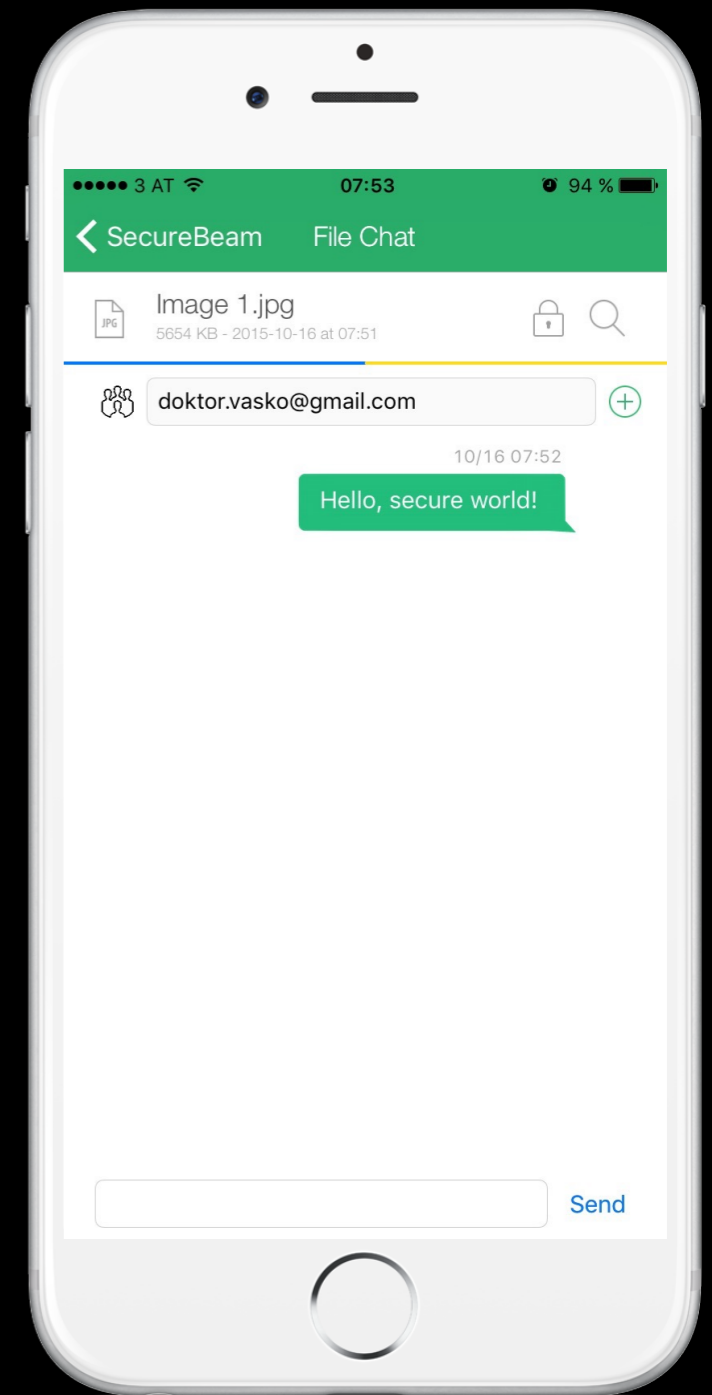 3 AT 07:53 94 %
SecureBeam File Chat
JPG
Image 1.jpg
5654 KB - 2015-10-16 at 07:51
doktor.vasko@gmail.com
10/16 07:52
Hello, secure world!
Send